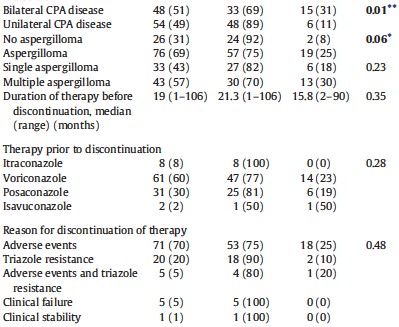 Bilateral CPA disease 48 (51) 33 (69) 15 (31) 0.01**
Unilateral CPA disease 54 (49) 48 (89) 6 (11)
No aspergilloma 26 (31) 24 (92) 2 (8) 0.06*
Aspergilloma 76 (69) 57 (75) 19 (25)
Single aspergilloma 33 (43) 27 (82) 6 (18) 0.23
Multiple aspergilloma 43 (57) 30 (70) 13 (30)
Duration of therapy before 19 (1–106) 21.3 (1–106) 15.8 (2–90) 0.35
discontinuation, median
(range) (months)
Therapy prior to discontinuation
Itraconazole 8 (8) 8 (100) 0 (0) 0.28
Voriconazole 61 (60) 47 (77) 14 (23)
Posaconazole 31 (30) 25 (81) 6 (19)
Isavuconazole 2 (2) 1 (50) 1 (50)
Reason for discontinuation of therapy
Adverse events 71 (70) 53 (75) 18 (25) 0.48
Triazole resistance 20 (20) 18 (90) 2 (10)
Adverse events and triazole 5 (5) 4 (80) 1 (20)
resistance
Clinical failure 5 (5) 5 (100) 0 (0)
Clinical stability 1 (1) 1 (100) 0 (0)